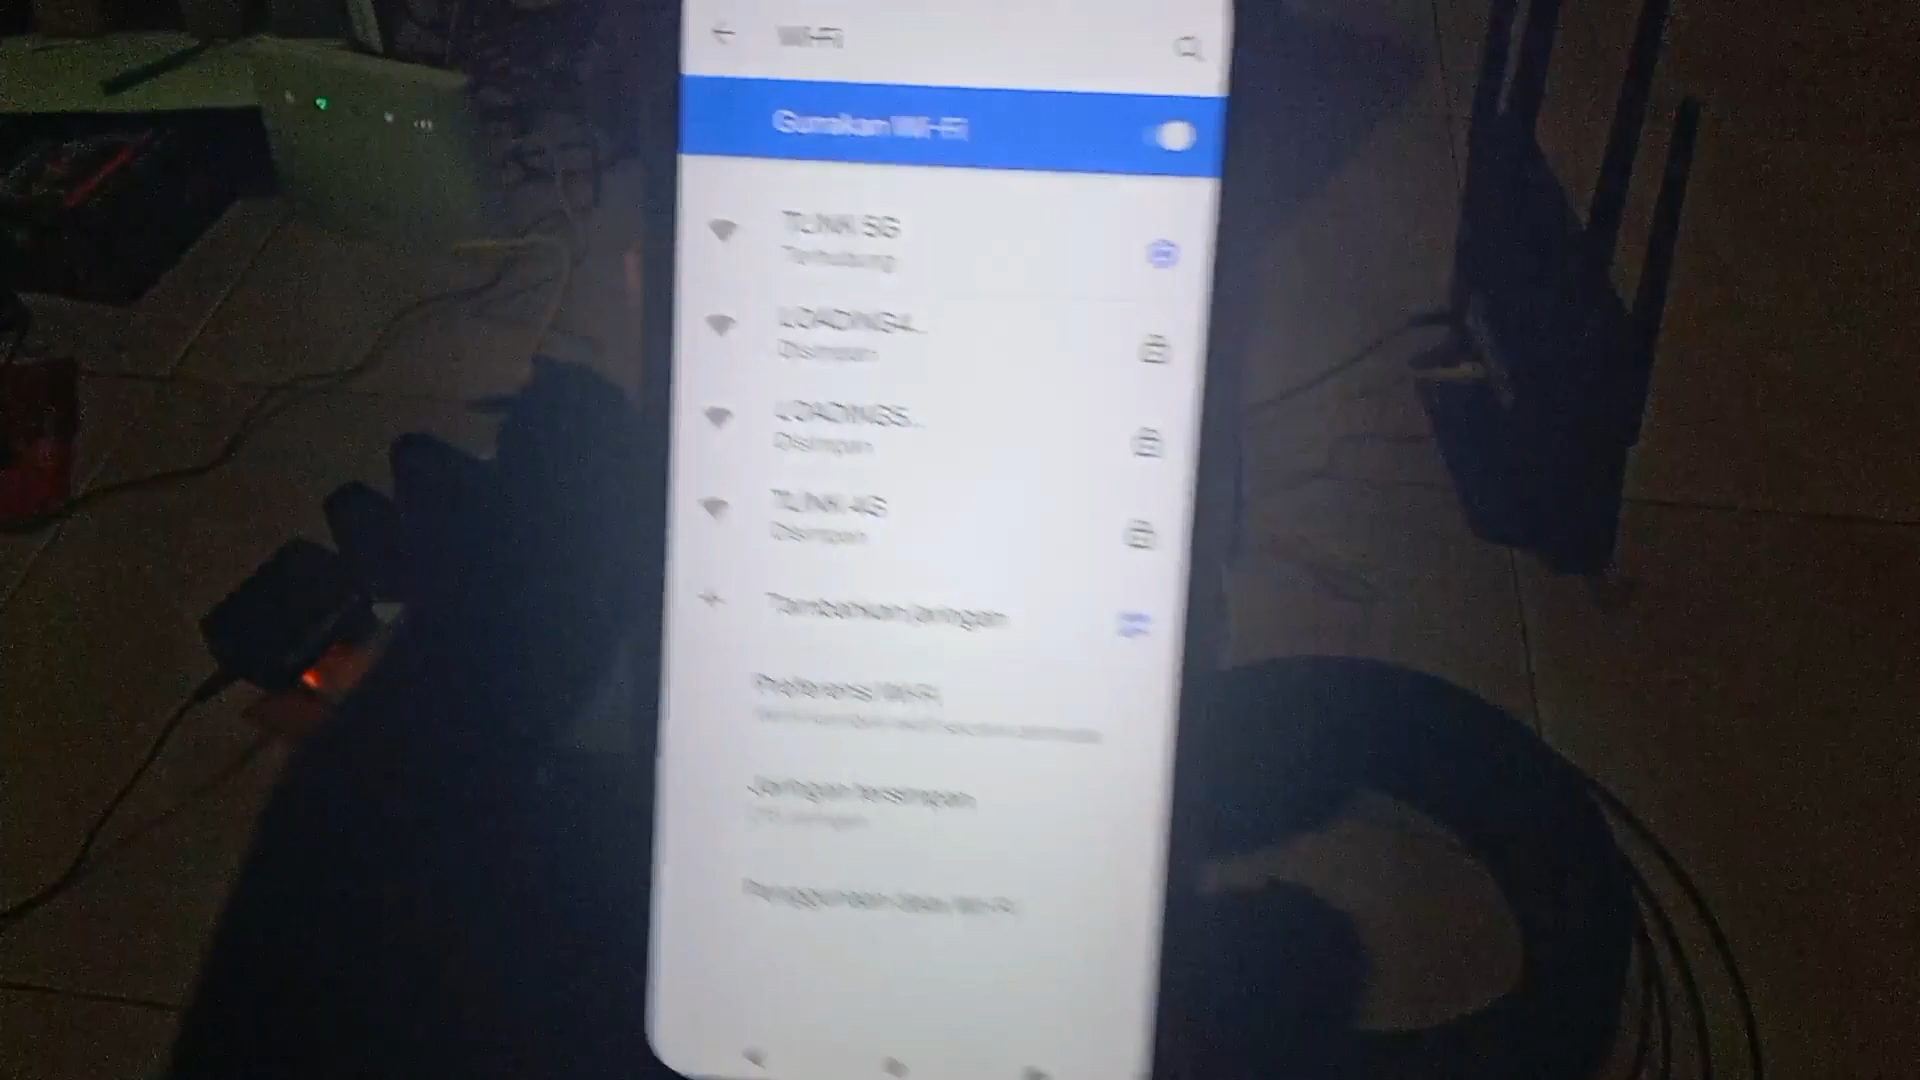 Wi-Fi
Gunakan Wi-Fi
TLINK 5G
Terhubung
LOADING4..
Disimpan
LOADING5..
Disimpan
TLINK 4G
Disimpan
Tambahkan jaringan
Preferensi Wi-Fi
Jaringan tersimpan
Penggunaan data Wi-Fi